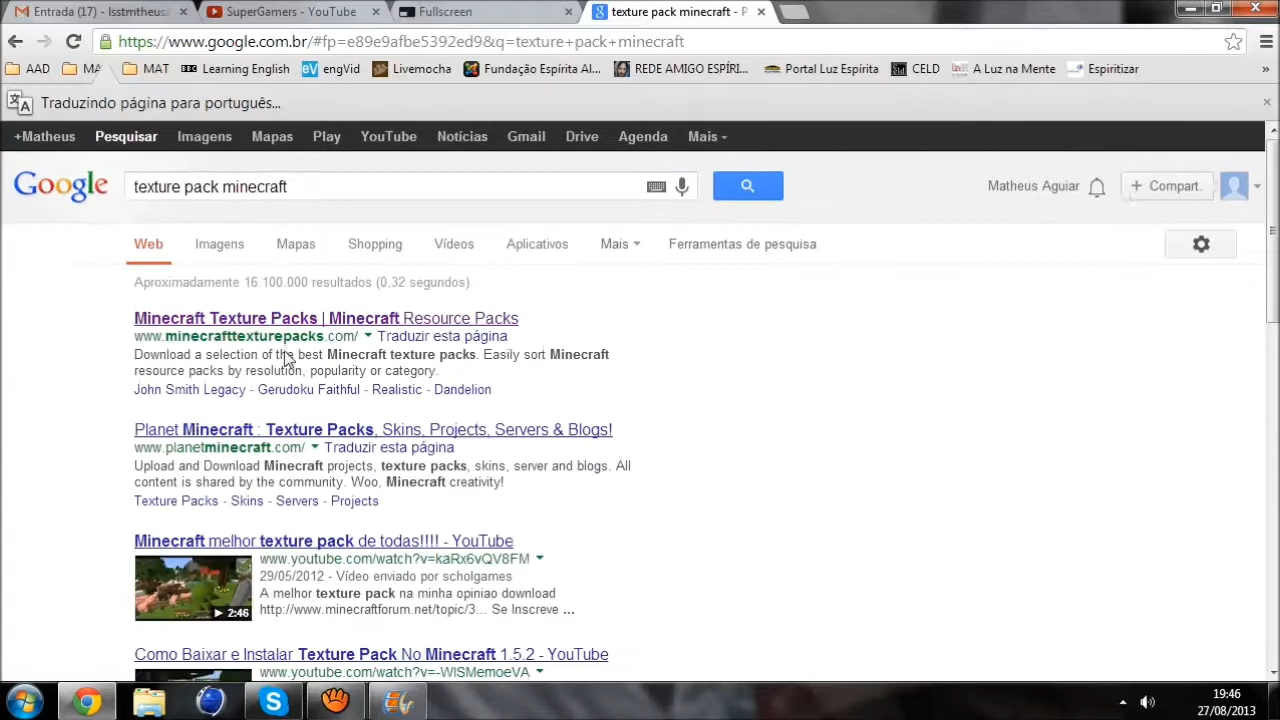 Entrada (17) - lsstmtheus
SuperGamers - YouTube
Fullscreen
texture pack minecraft - P
https://www.google.com.br/#fp=e89e9afbe5392ed9&q=texture+pack+minecraft
AAD
MA
MAT
BBC Learning English
eV engVid
Livemocha
Fundação Espírita Al...
REDE AMIGO ESPÍRI...
Portal Luz Espírita
CELD
A Luz na Mente
Espiritizar
»
Traduzindo página para português...
+Matheus Pesquisar Imagens Mapas Play YouTube Notícias Gmail Drive Agenda Mais
Google
texture pack minecraft
Matheus Aguiar
+ Compart.
Web Imagens Mapas Shopping Vídeos Aplicativos Mais Ferramentas de pesquisa
Aproximadamente 16.100.000 resultados (0,32 segundos)
Minecraft Texture Packs | Minecraft Resource Packs
www.minecrafttexturepacks.com/ Traduzir esta página
Download a selection of the best Minecraft texture packs. Easily sort Minecraft
resource packs by resolution, popularity or category.
John Smith Legacy - Gerudoku Faithful - Realistic - Dandelion
Planet Minecraft : Texture Packs, Skins, Projects, Servers & Blogs!
www.planetminecraft.com/ Traduzir esta página
Upload and Download Minecraft projects, texture packs, skins, server and blogs. All
content is shared by the community. Woo, Minecraft creativity!
Texture Packs - Skins - Servers - Projects
Minecraft melhor texture pack de todas!!!! - YouTube
www.youtube.com/watch?v=kaRx6vQV8FM
29/05/2012 - Vídeo enviado por scholgames
A melhor texture pack na minha opiniao download
http://www.minecraftforum.net/topic/3... Se Inscreve ...
2:46
Como Baixar e Instalar Texture Pack No Minecraft 1.5.2 - YouTube
www.youtube.com/watch?v=-WlSMemoeVA
19:46
27/08/2013